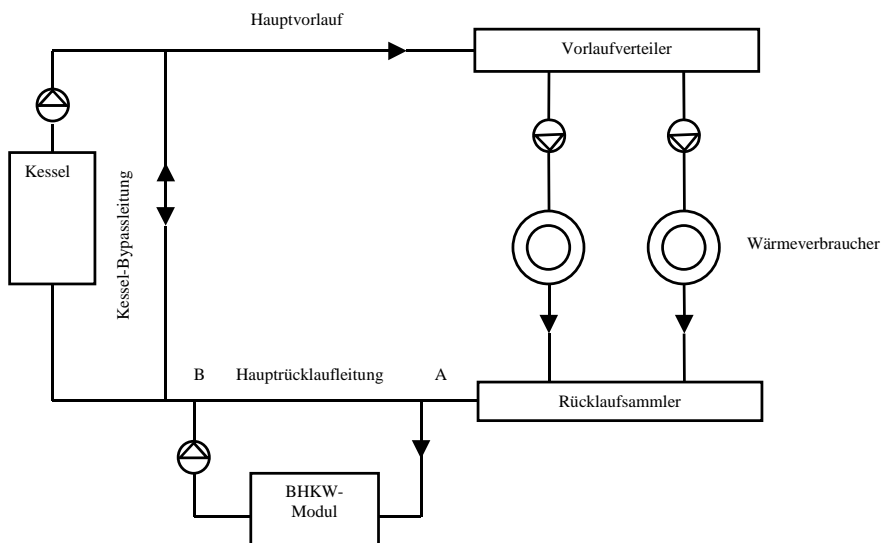 Hauptvorlauf
Vorlaufverteiler
Kessel
Kessel-Bypassleitung
Wärmeverbraucher
B
Hauptrücklaufleitung
A
Rücklaufsammler
BHKW-
Modul